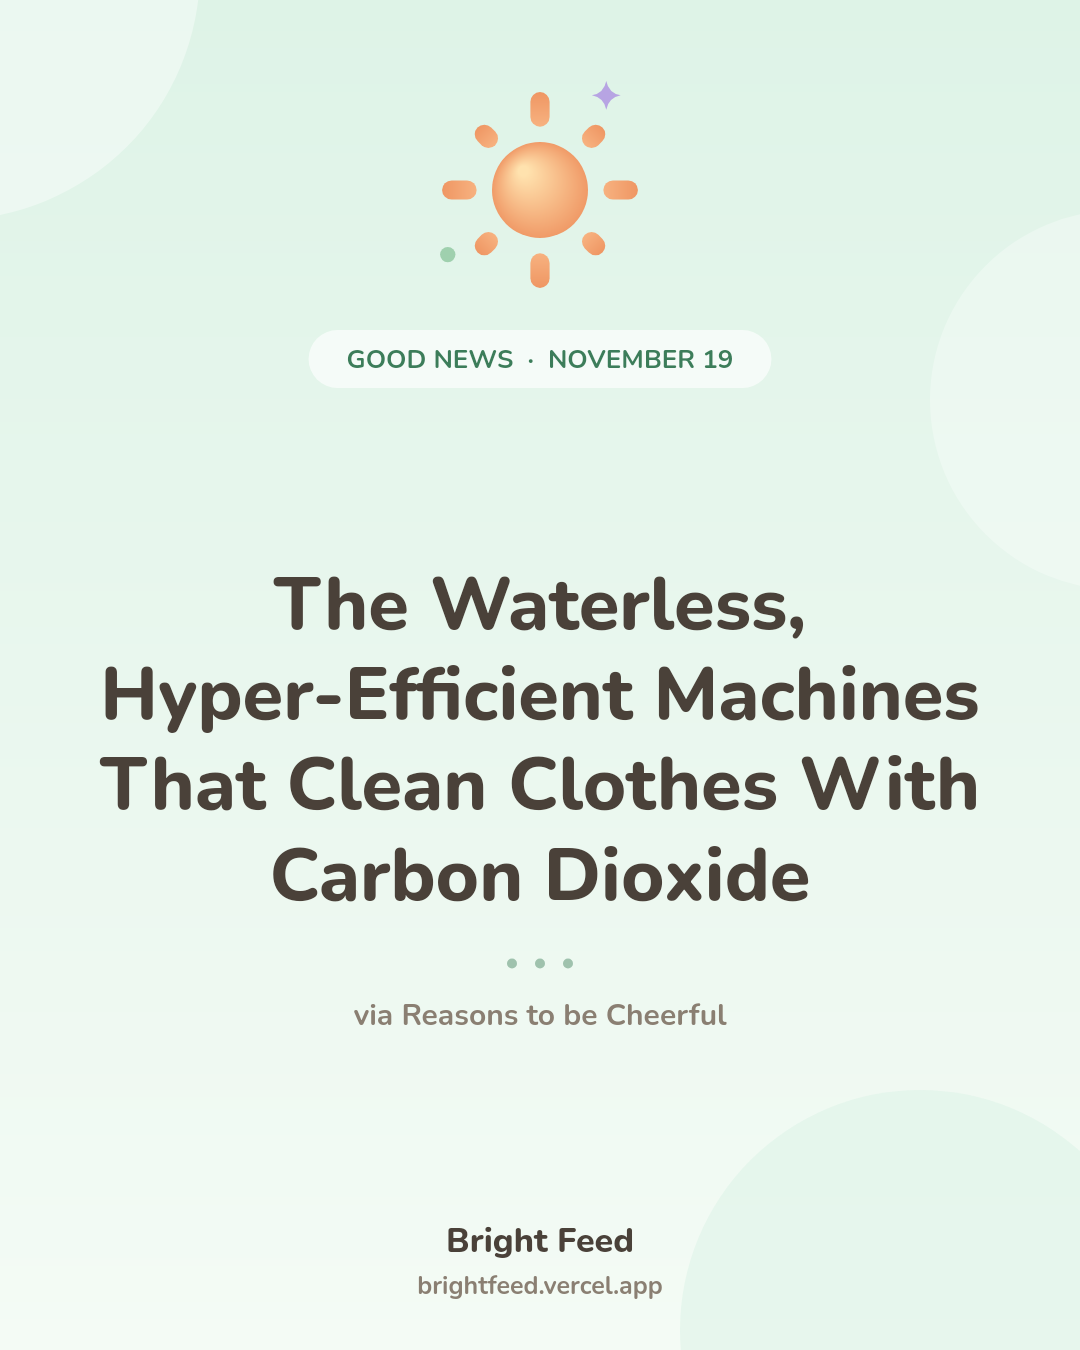 GOOD NEWS · NOVEMBER 19
The Waterless,
Hyper-Efficient Machines
That Clean Clothes With
Carbon Dioxide
via Reasons to be Cheerful
Bright Feed
brightfeed.vercel.app